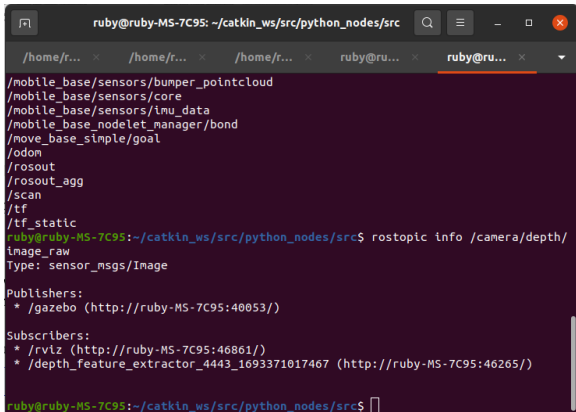 ruby@ruby-MS-7C95: ~/catkin_ws/src/python_nodes/src
/home/r... × /home/r... × /home/r... × ruby@ru... × ruby@ru... ×
/mobile_base/sensors/bumper_pointcloud
/mobile_base/sensors/core
/mobile_base/sensors/imu_data
/mobile_base_nodelet_manager/bond
/move_base_simple/goal
/odom
/rosout
/rosout_agg
/scan
/tf
/tf_static
ruby@ruby-MS-7C95:~/catkin_ws/src/python_nodes/src$ rostopic info /camera/depth/
image_raw
Type: sensor_msgs/Image
Publishers:
* /gazebo (http://ruby-MS-7C95:40053/)
Subscribers:
* /rviz (http://ruby-MS-7C95:46861/)
* /depth_feature_extractor_4443_1693371017467 (http://ruby-MS-7C95:46265/)
ruby@ruby-MS-7C95:~/catkin_ws/src/python_nodes/src$